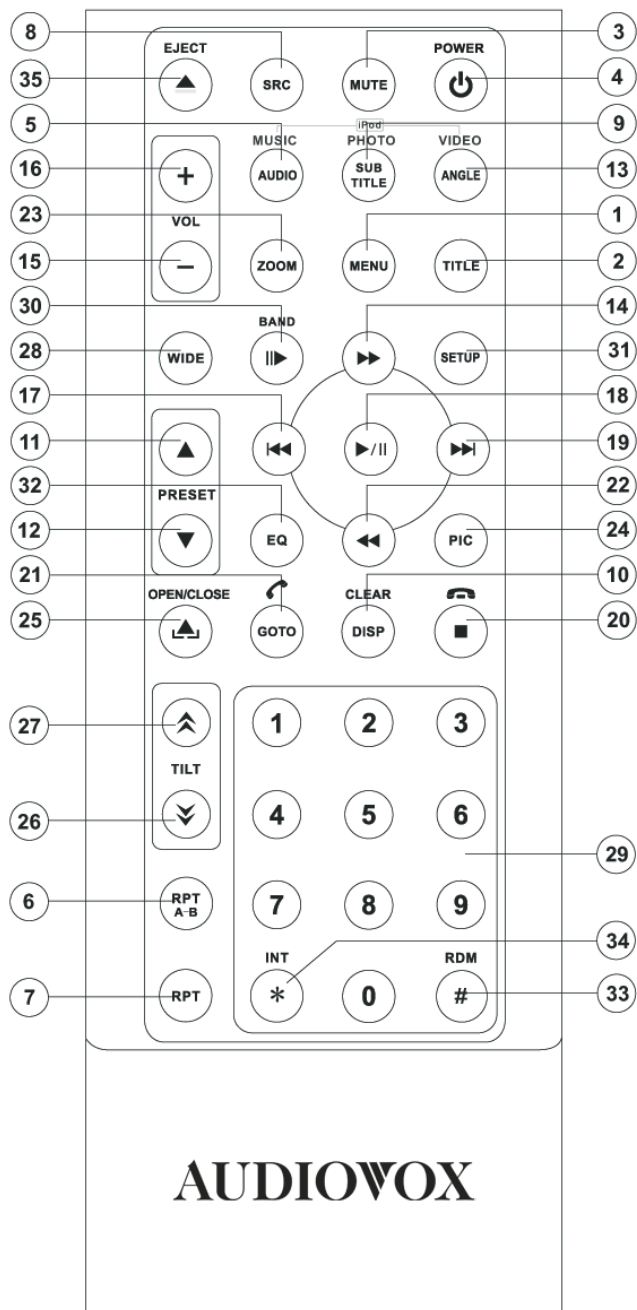 8 3
EJECT POWER
35 SRC MUTE 4
5 iPod 9
MUSIC PHOTO VIDEO
16 + AUDIO SUB TITLE ANGLE 13
23 VOL 1
15 − ZOOM MENU TITLE 2
30 BAND 14
28 WIDE SETUP 31
17 18
11 19
32 PRESET 22
12 EQ PIC 24
21 10
OPEN/CLOSE CLEAR
25 GOTO DISP 20
27 1 2 3
TILT
26 4 5 6
29
6 RPT A-B 7 8 9
INT RDM 34
7 RPT * 0 # 33
AUDIOVOX